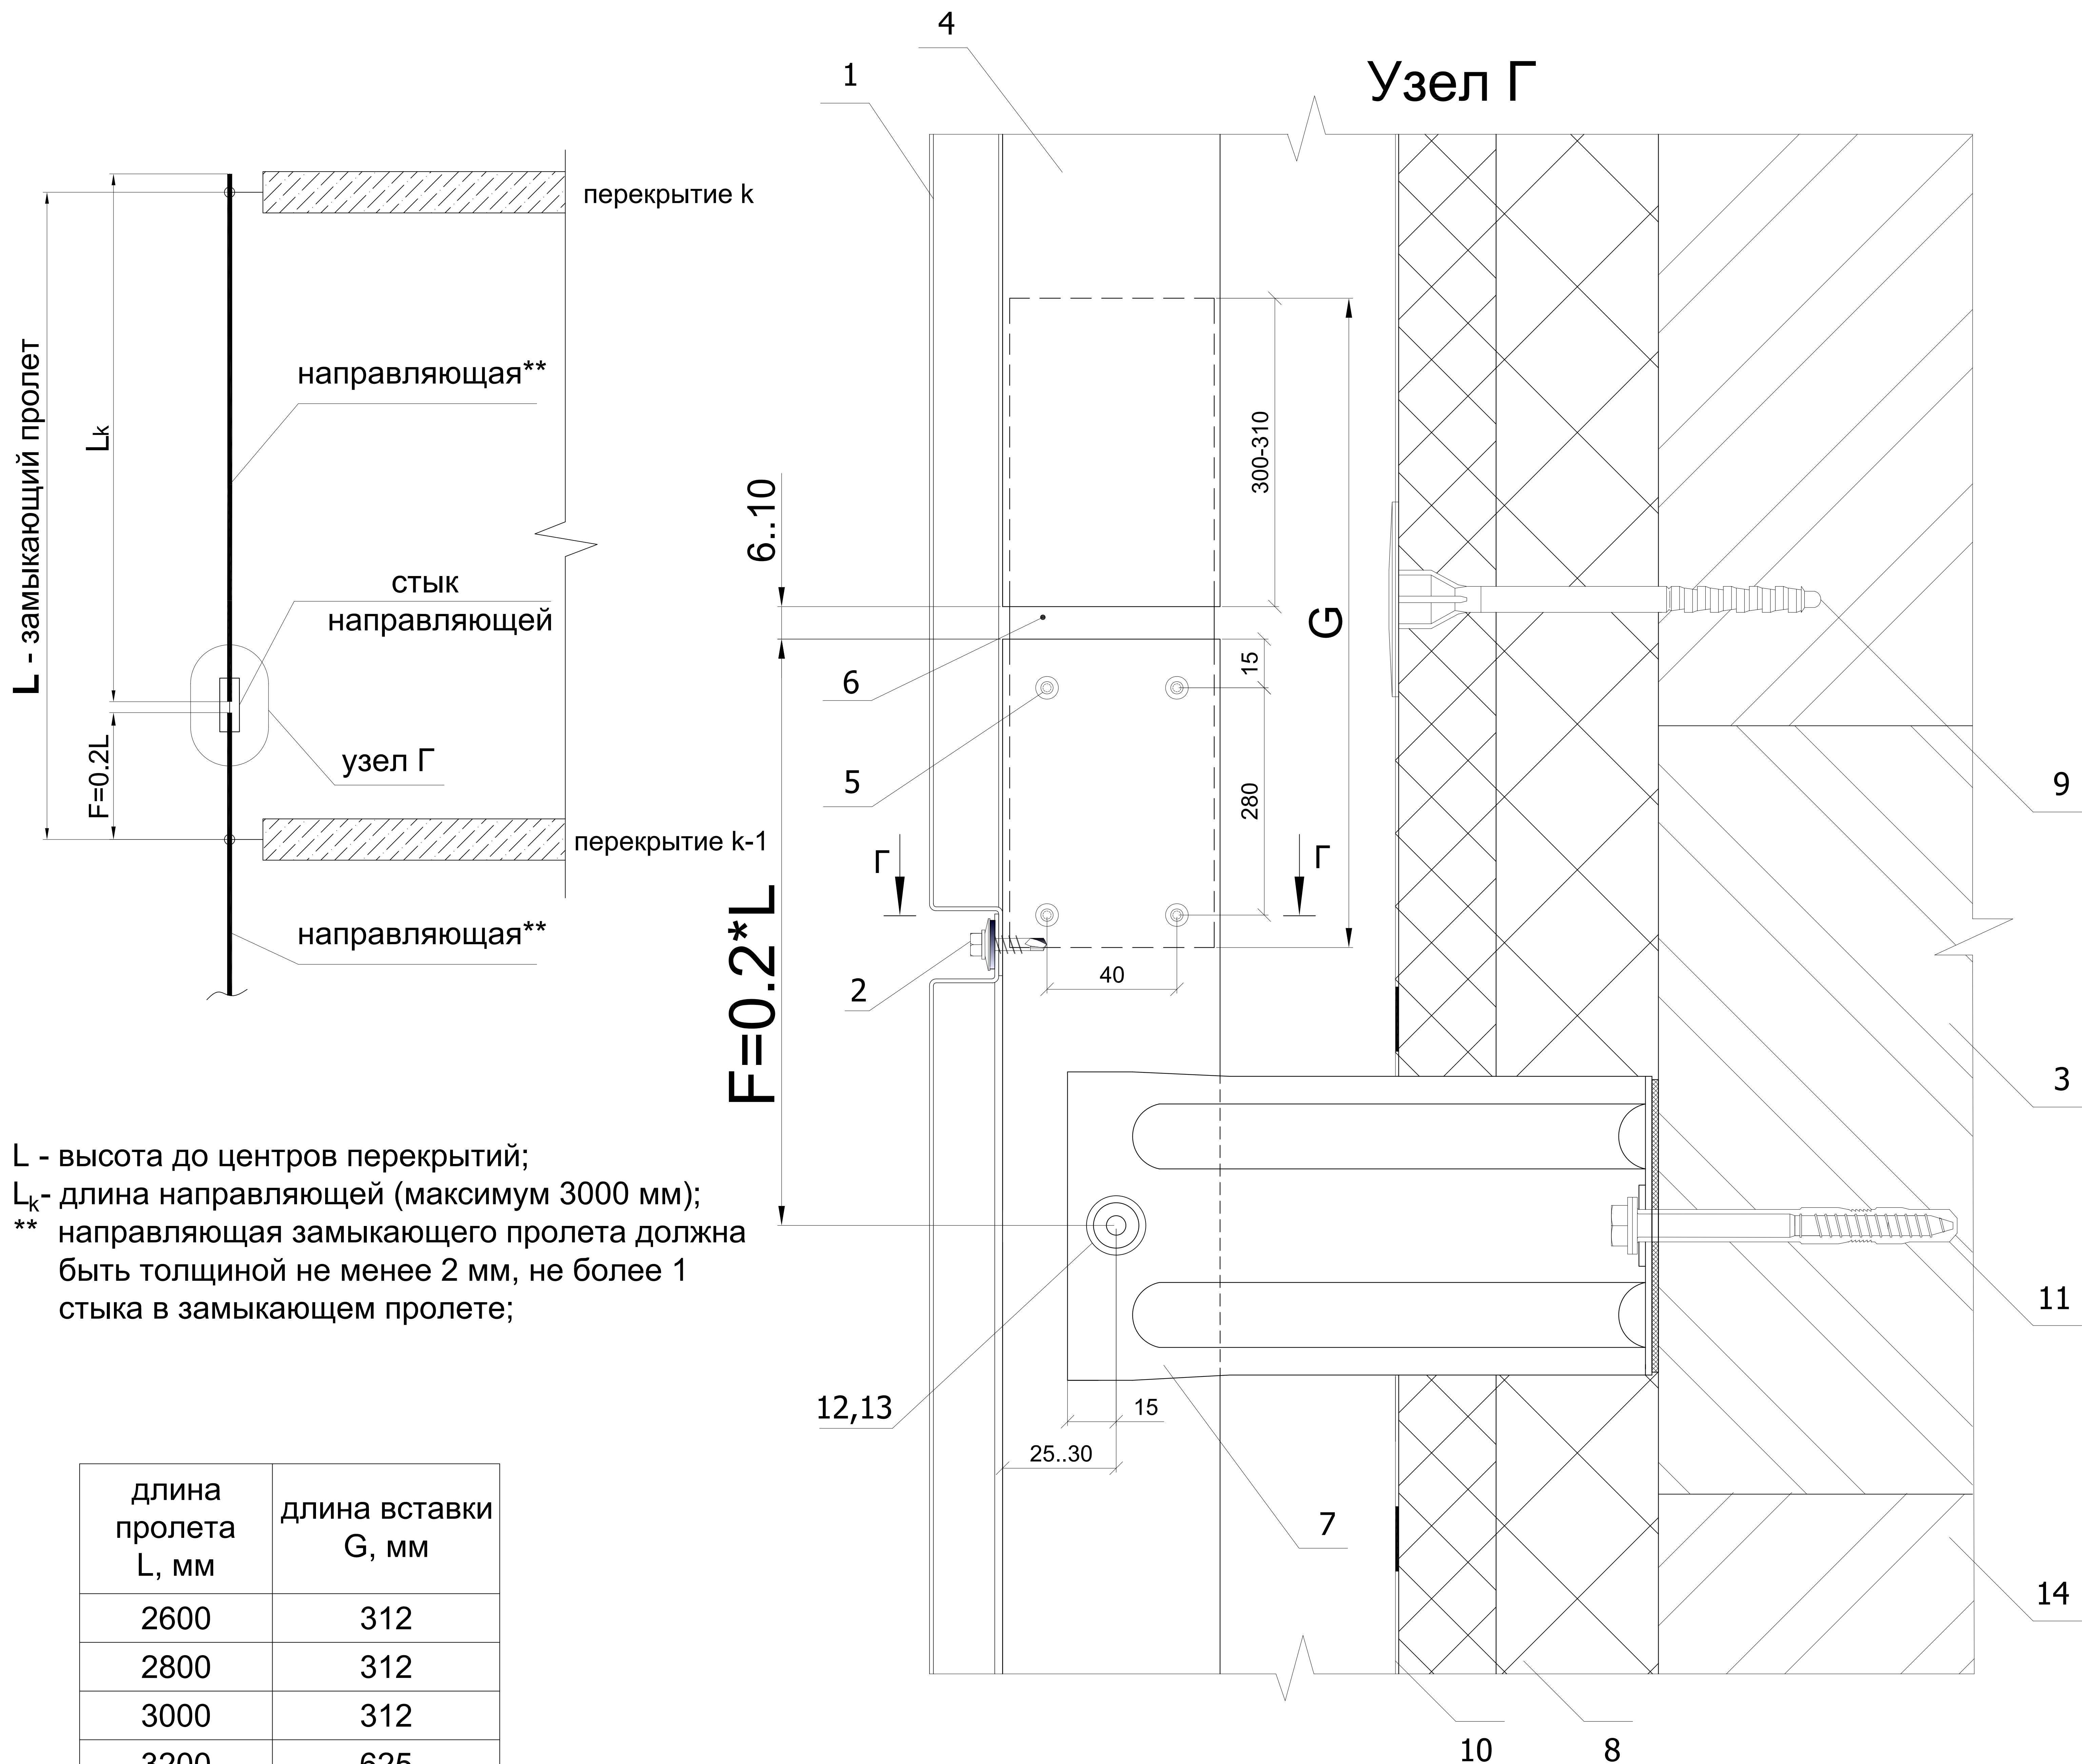 Узел Г
4
1
перекрытие k
L - замыкающий пролет
Lk
направляющая**
стык
направляющей
F=0.2L
узел Г
перекрытие k-1
направляющая**
6..10
300-310
G
15
280
6
5
Г
Г
F=0.2*L
2
40
9
3
11
12,13
15
25..30
7
14
10
8
L - высота до центров перекрытий;
Lk- длина направляющей (максимум 3000 мм);
** направляющая замыкающего пролета должна
быть толщиной не менее 2 мм, не более 1
стыка в замыкающем пролете;
длина пролета L, мм
длина вставки G, мм
2600 312
2800 312
3000 312
3200 625